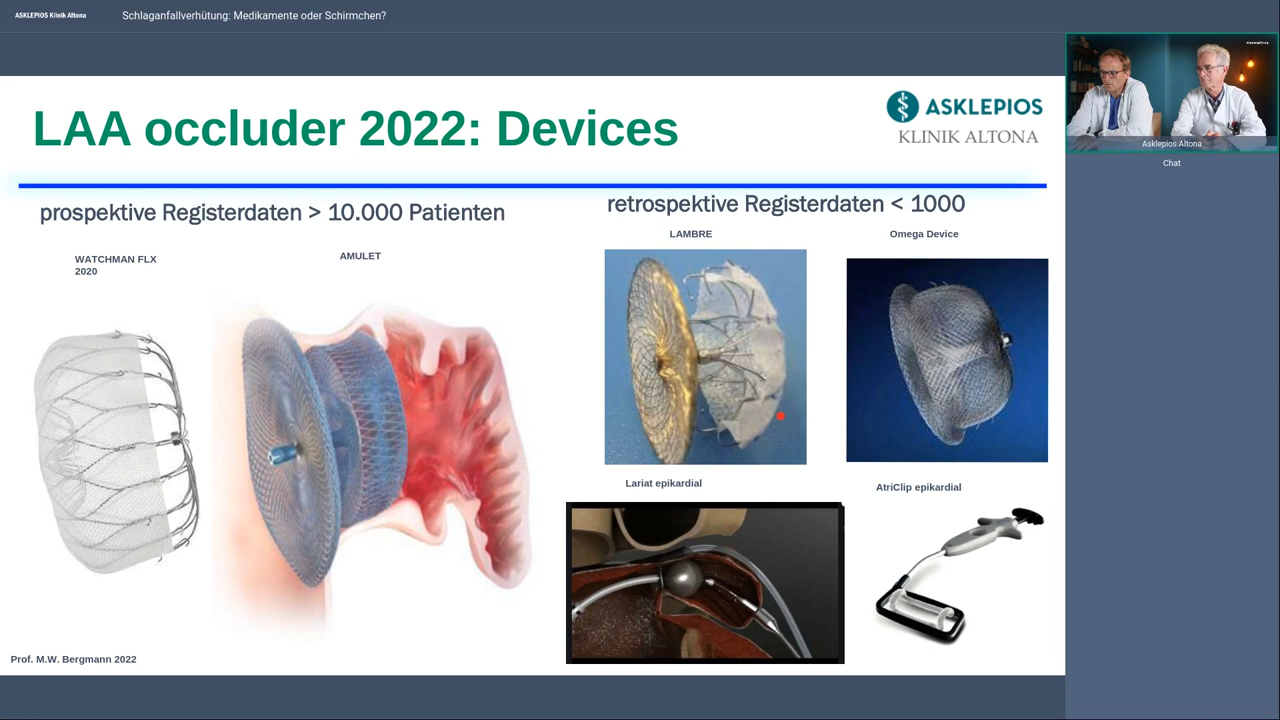 ASKLEPIOS Klinik Altona
Schlaganfallverhütung: Medikamente oder Schirmchen?
LAA occluder 2022: Devices
ASKLEPIOS
KLINIK ALTONA
prospektive Registerdaten > 10.000 Patienten
retrospektive Registerdaten < 1000
WATCHMAN FLX
2020
AMULET
LAMBRE
Omega Device
Lariat epikardial
AtriClip epikardial
Prof. M.W. Bergmann 2022
Asklepios Altona
Chat